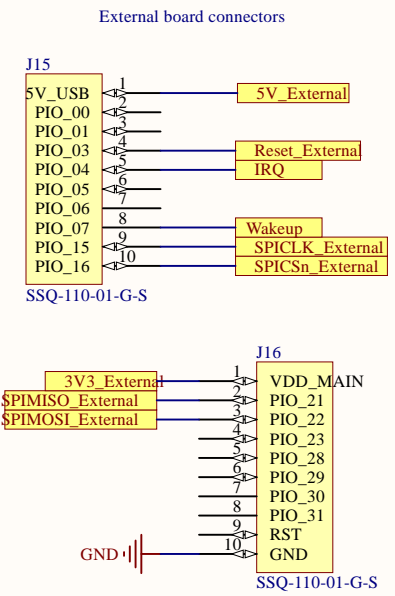 External board connectors
J15
5V_USB 1 5V_External
PIO_00 2
PIO_01 3
PIO_03 4 Reset_External
PIO_04 5 IRQ
PIO_05 6
PIO_06 7
PIO_07 8 Wakeup
PIO_15 9 SPICLK_External
PIO_16 10 SPICSn_External
SSQ-110-01-G-S
J16
3V3_External 1 VDD_MAIN
SPIMISO_External 2 PIO_21
SPIMOSI_External 3 PIO_22
4 PIO_23
5 PIO_28
6 PIO_29
7 PIO_30
8 PIO_31
9 RST
GND 10 GND
SSQ-110-01-G-S